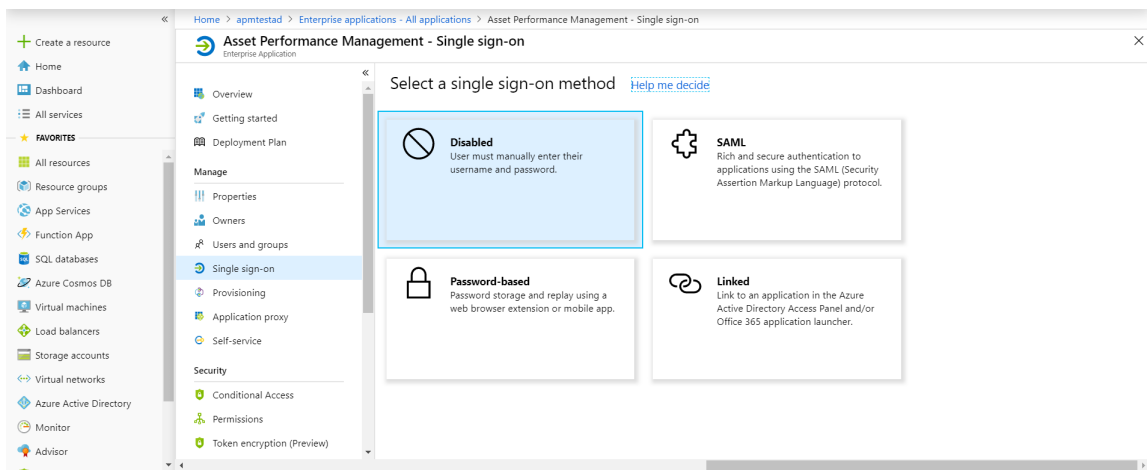 Home > apmtestad > Enterprise applications - All applications > Asset Performance Management - Single sign-on
Asset Performance Management - Single sign-on
Enterprise Application
Create a resource
Home
Dashboard
All services
FAVORITES
All resources
Resource groups
App Services
Function App
SQL databases
Azure Cosmos DB
Virtual machines
Load balancers
Storage accounts
Virtual networks
Azure Active Directory
Monitor
Advisor
Overview
Getting started
Deployment Plan
Manage
Properties
Owners
Users and groups
Single sign-on
Provisioning
Application proxy
Self-service
Security
Conditional Access
Permissions
Token encryption (Preview)
Select a single sign-on method Help me decide
Disabled
User must manually enter their
username and password.
SAML
Rich and secure authentication to
applications using the SAML (Security
Assertion Markup Language) protocol.
Password-based
Password storage and replay using a
web browser extension or mobile app.
Linked
Link to an application in the Azure
Active Directory Access Panel and/or
Office 365 application launcher.